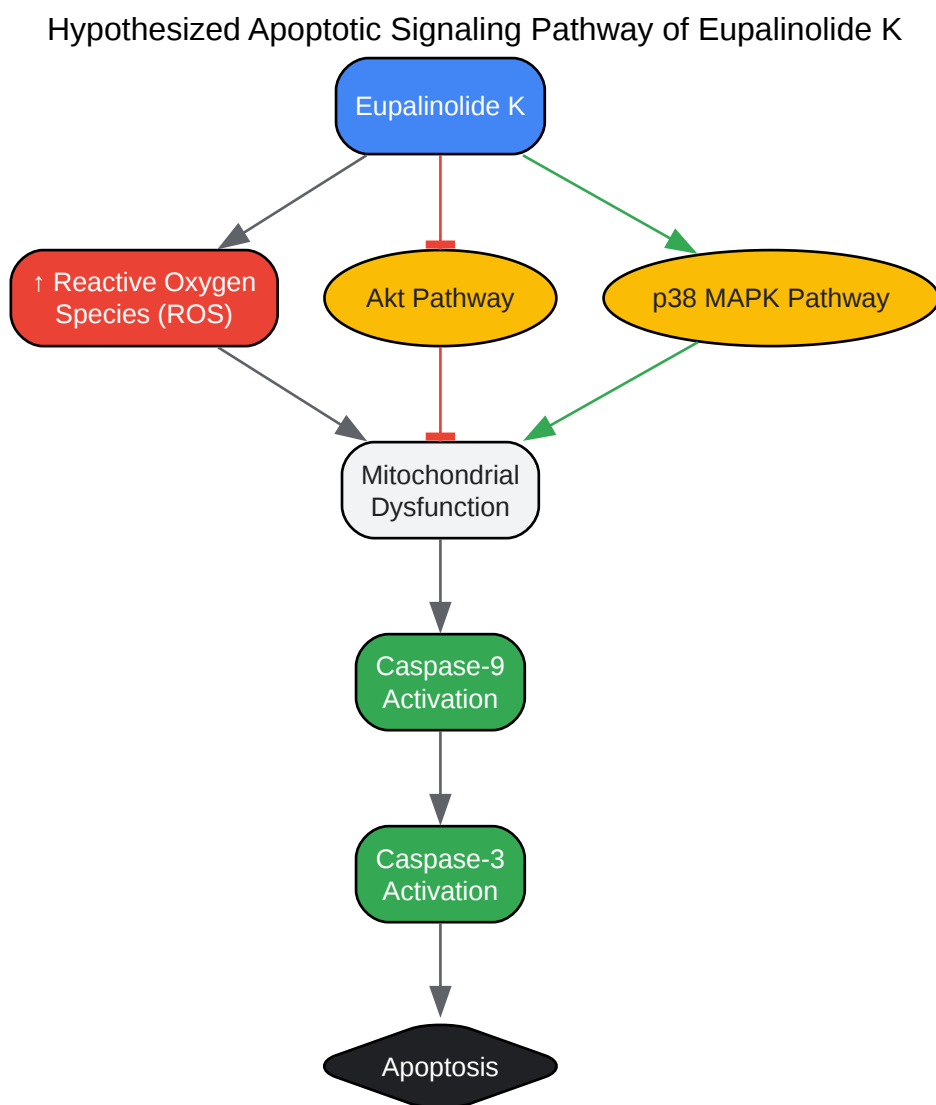 Hypothesized Apoptotic Signaling Pathway of Eupalinolide K
Eupalinolide K
↑ Reactive Oxygen
Species (ROS)
Akt Pathway
p38 MAPK Pathway
Mitochondrial
Dysfunction
Caspase-9
Activation
Caspase-3
Activation
Apoptosis